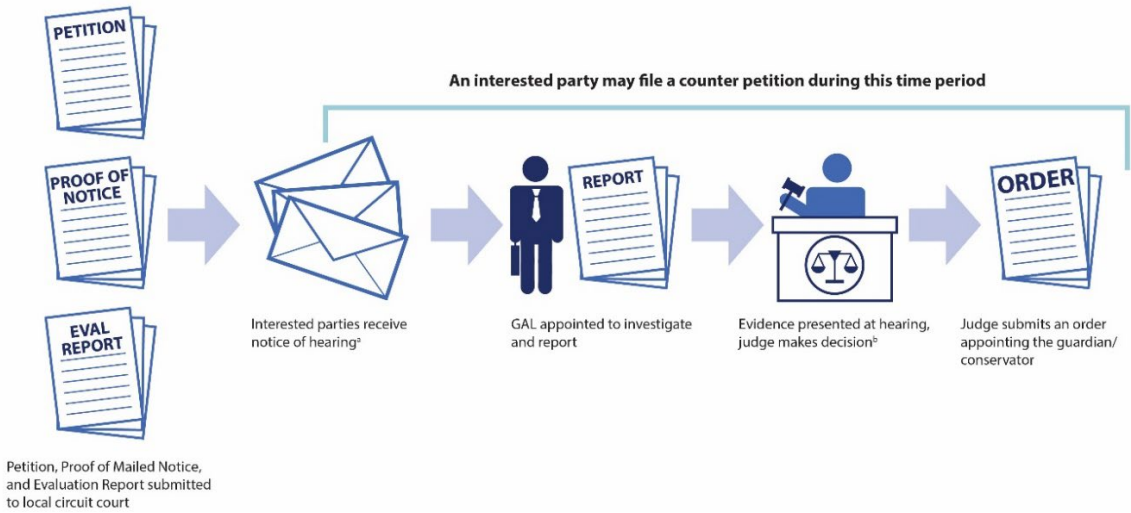 PETITION
An interested party may file a counter petition during this time period
PROOF OF
NOTICE
REPORT
ORDER
EVAL
REPORT
Interested parties receive
notice of hearingᵃ
GAL appointed to investigate
and report
Evidence presented at hearing,
judge makes decisionᵇ
Judge submits an order
appointing the guardian/
conservator
Petition, Proof of Mailed Notice,
and Evaluation Report submitted
to local circuit court